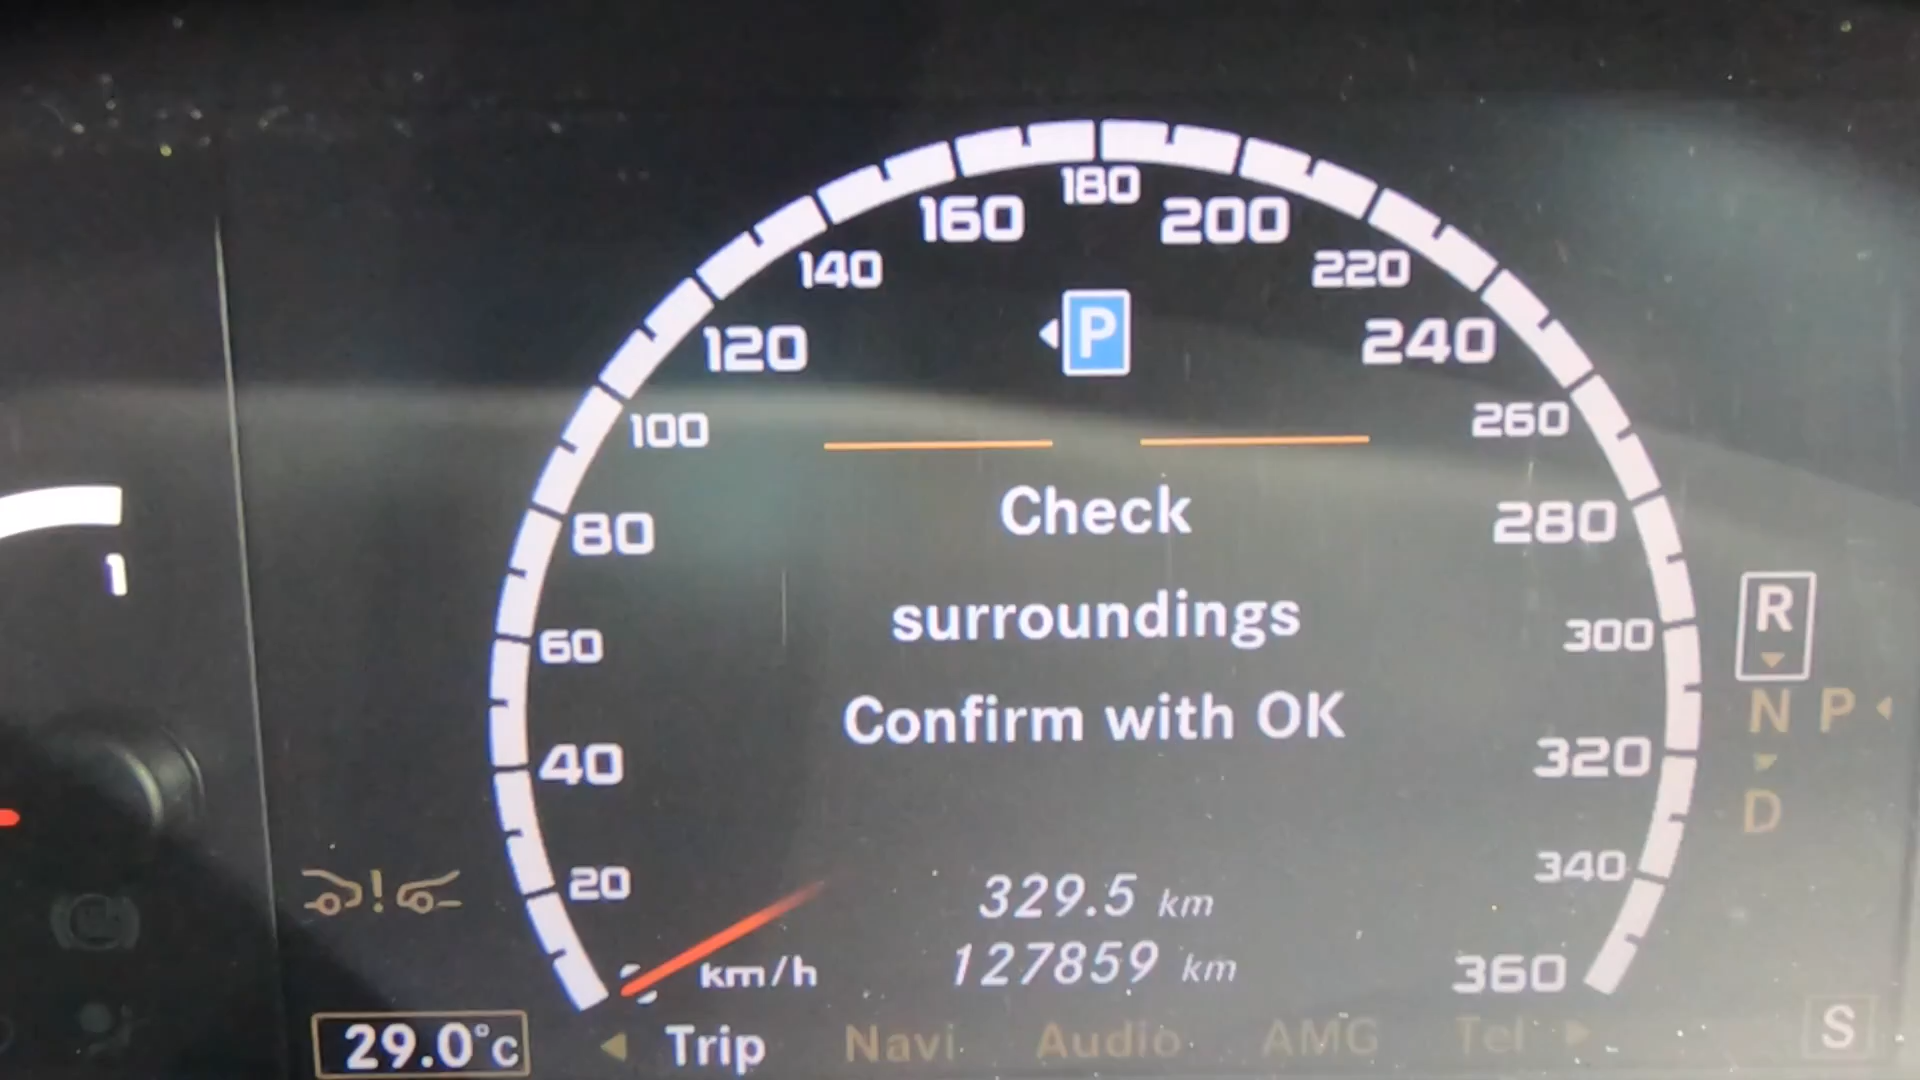 180
160 200
140 220
P
120 240
100 260
Check
80 280
1
surroundings
60 300
R
Confirm with OK
N P
40 320
D
20 340
329.5 km
km/h 127859 km 360
29.0°c Trip Navi Audio AMG Tel S